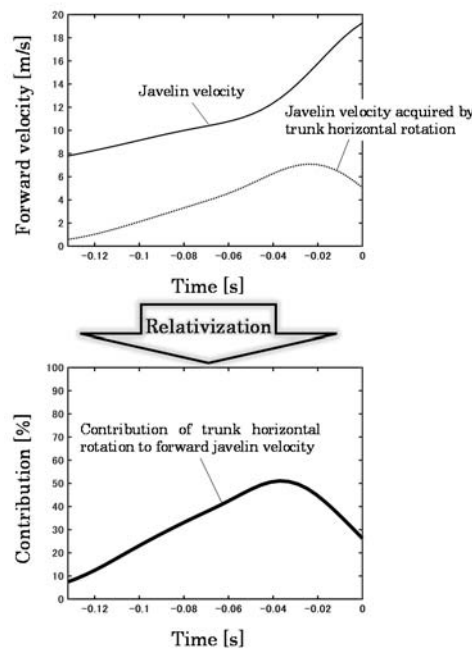 Forward velocity [m/s]
20
18
16
14
12
10
8
6
4
2
0
Javelin velocity
Javelin velocity acquired by
trunk horizontal rotation
-0.12 -0.1 -0.08 -0.06 -0.04 -0.02 0
Time [s]
Relativization
Contribution [%]
100
90
80
70
60
50
40
30
20
10
0
Contribution of trunk horizontal
rotation to forward javelin velocity
-0.12 -0.1 -0.08 -0.06 -0.04 -0.02 0
Time [s]